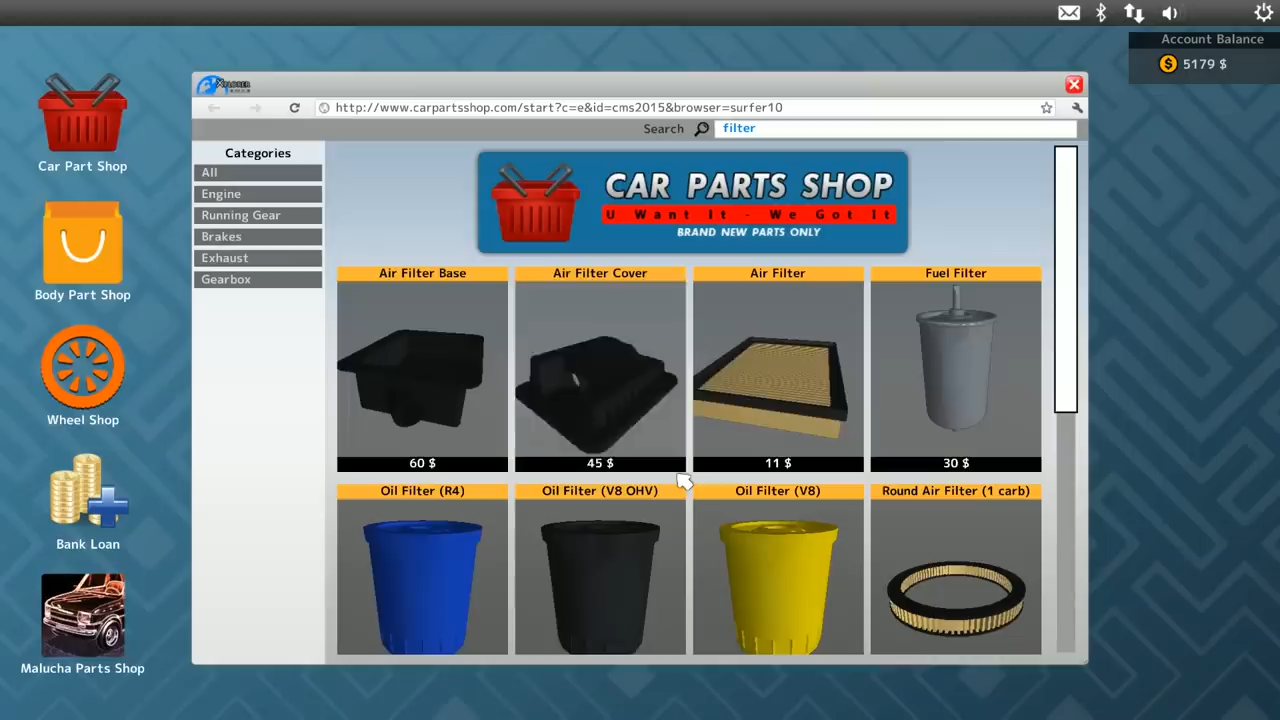 Account Balance
5179 $
Car Part Shop
Body Part Shop
Wheel Shop
Bank Loan
Malucha Parts Shop
XPLORER
http://www.carpartsshop.com/start?c=e&id=cms2015&browser=surfer10
Search filter
Categories
All
Engine
Running Gear
Brakes
Exhaust
Gearbox
CAR PARTS SHOP
U Want It - We Got It
BRAND NEW PARTS ONLY
Air Filter Base
Air Filter Cover
Air Filter
Fuel Filter
60 $
45 $
11 $
30 $
Oil Filter (R4)
Oil Filter (V8 OHV)
Oil Filter (V8)
Round Air Filter (1 carb)